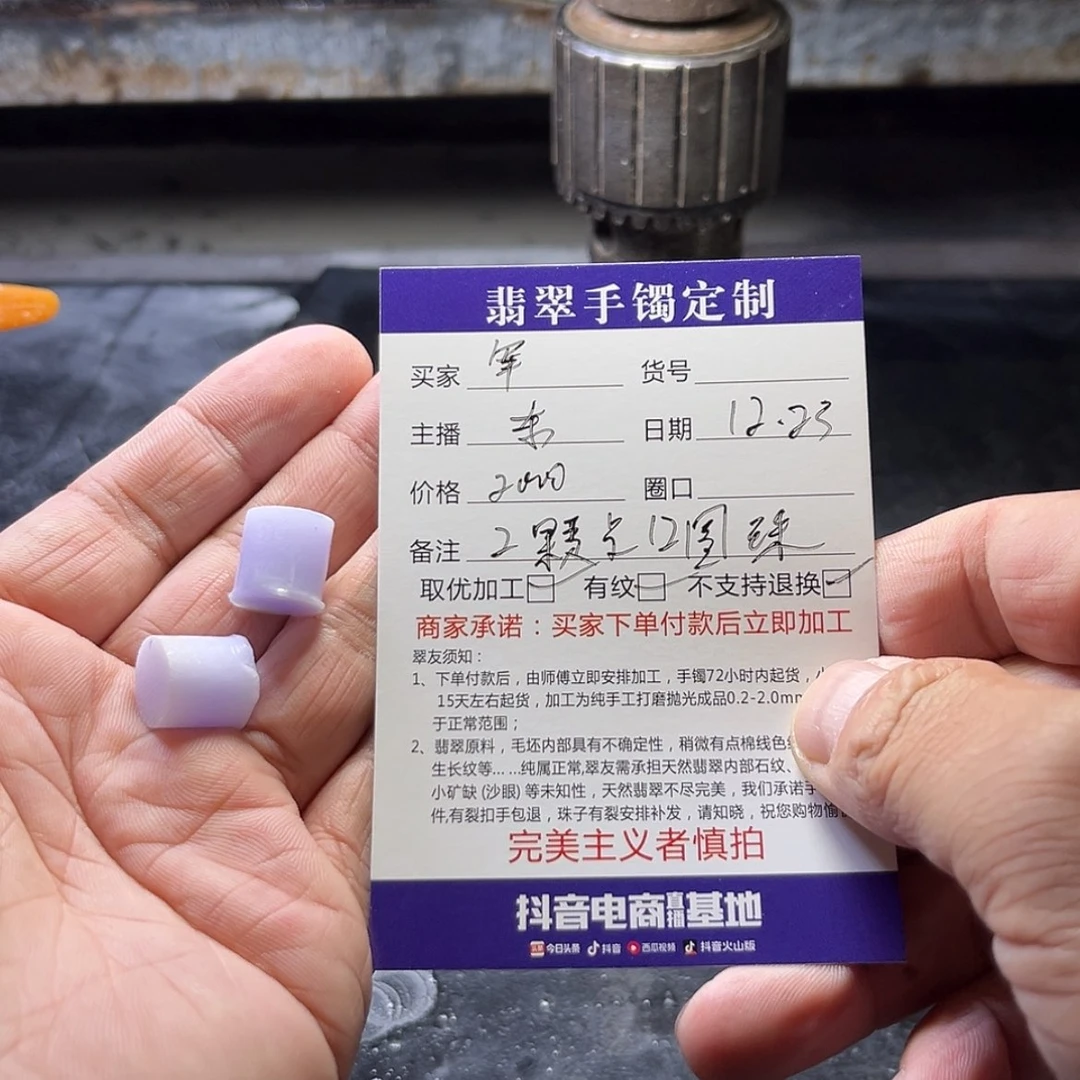 翡翠手镯定制
买家 军 货号
主播 东 日期 12.23
价格 2000 圈口
备注 2颗 12圆珠
取优加工 有纹 不支持退换
商家承诺：买家下单付款后立即加工
翠友须知：
1、下单付款后，由师傅立即安排加工，手镯72小时内起货，小
15天左右起货，加工为纯手工打磨抛光成品0.2-2.0mm
于正常范围；
2、翡翠原料，毛坯内部具有不确定性，稍微有点棉线色
生长纹等... ...纯属正常,翠友需承担天然翡翠内部石纹、
小矿缺 (沙眼) 等未知性，天然翡翠不尽完美，我们承诺手
件,有裂扣手包退，珠子有裂安排补发，请知晓，祝您购物愉
完美主义者慎拍
抖音电商直播基地
今日头条 抖音 西瓜视频 抖音火山版